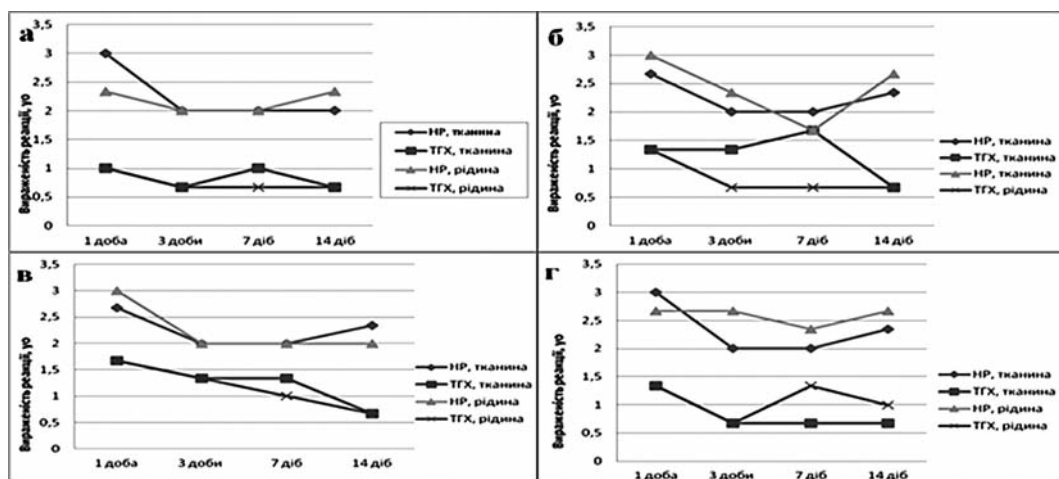 а
Вираженість реакції, уо
3,5
3
2,5
2
1,5
1
0,5
0
1 доба
3 доби
7 діб
14 діб
НР, тканина
ТГХ, тканина
НР, рідина
ТГХ, рідина
б
Вираженість реакції, уо
3,5
3
2,5
2
1,5
1
0,5
0
1 доба
3 доби
7 діб
14 діб
НР, тканина
ТГХ, тканина
НР, тканина
ТГХ, рідина
в
Вираженість реакції, уо
3,5
3
2,5
2
1,5
1
0,5
0
1 доба
3 доби
7 діб
14 діб
НР, тканина
ТГХ, тканина
НР, рідина
ТГХ, рідина
г
Вираженість реакції, уо
3,5
3
2,5
2
1,5
1
0,5
0
1 доба
3 доби
7 діб
14 діб
НР, тканина
ТГХ, тканина
НР, рідина
ТГХ, рідина